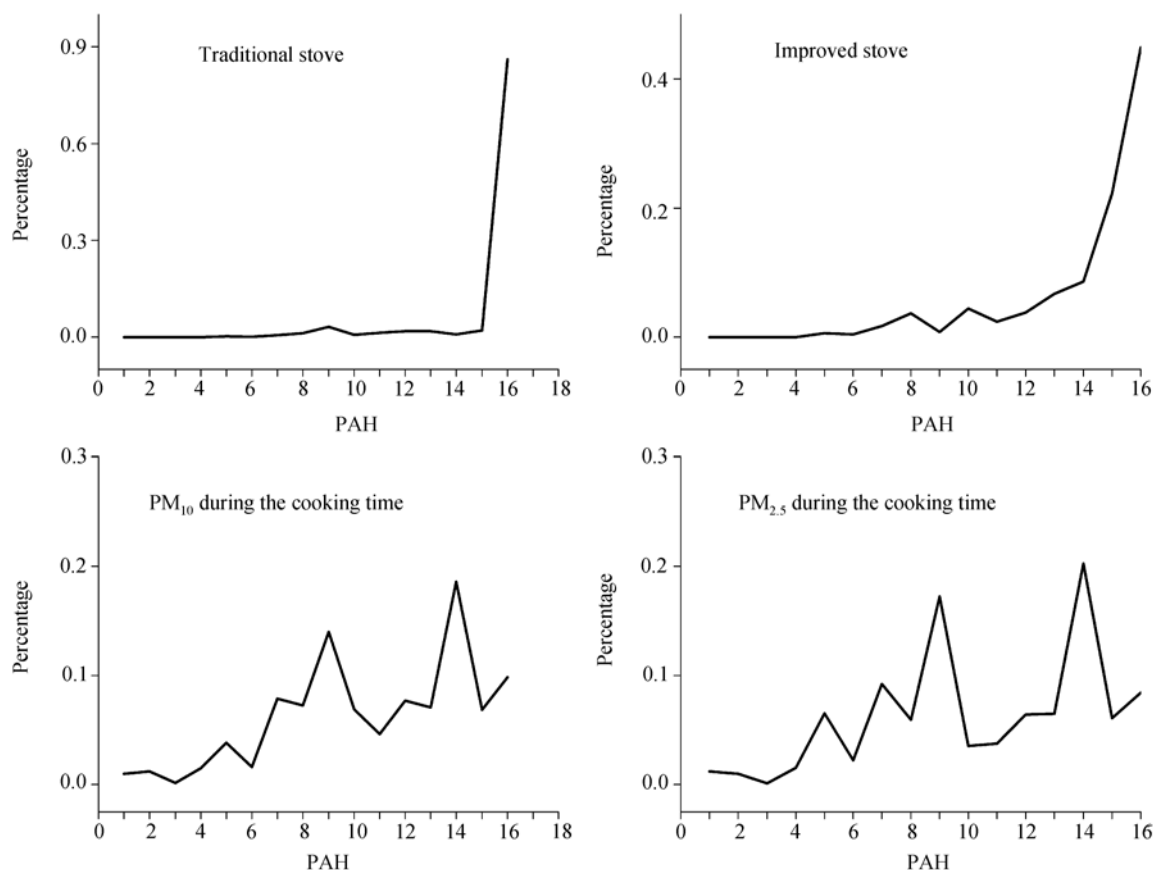 Traditional stove
Percentage
0.9
0.6
0.3
0.0
0 2 4 6 8 10 12 14 16 18
PAH
Improved stove
Percentage
0.4
0.2
0.0
0 2 4 6 8 10 12 14 16
PAH
PM10 during the cooking time
Percentage
0.3
0.2
0.1
0.0
0 2 4 6 8 10 12 14 16 18
PAH
PM2.5 during the cooking time
Percentage
0.3
0.2
0.1
0.0
0 2 4 6 8 10 12 14 16
PAH